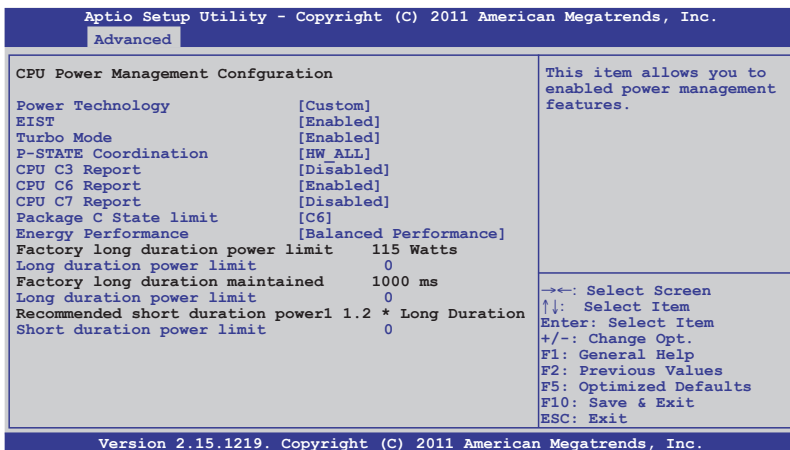 Aptio Setup Utility - Copyright (C) 2011 American Megatrends, Inc.
Advanced
CPU Power Management Confguration
Power Technology [Custom]
EIST [Enabled]
Turbo Mode [Enabled]
P-STATE Coordination [HW_ALL]
CPU C3 Report [Disabled]
CPU C6 Report [Enabled]
CPU C7 Report [Disabled]
Package C State limit [C6]
Energy Performance [Balanced Performance]
Factory long duration power limit 115 Watts
Long duration power limit 0
Factory long duration maintained 1000 ms
Long duration power limit 0
Recommended short duration power1 1.2 * Long Duration
Short duration power limit 0
This item allows you to
enabled power management
features.
→←: Select Screen
↑↓: Select Item
Enter: Select Item
+/-: Change Opt.
F1: General Help
F2: Previous Values
F5: Optimized Defaults
F10: Save & Exit
ESC: Exit
Version 2.15.1219. Copyright (C) 2011 American Megatrends, Inc.